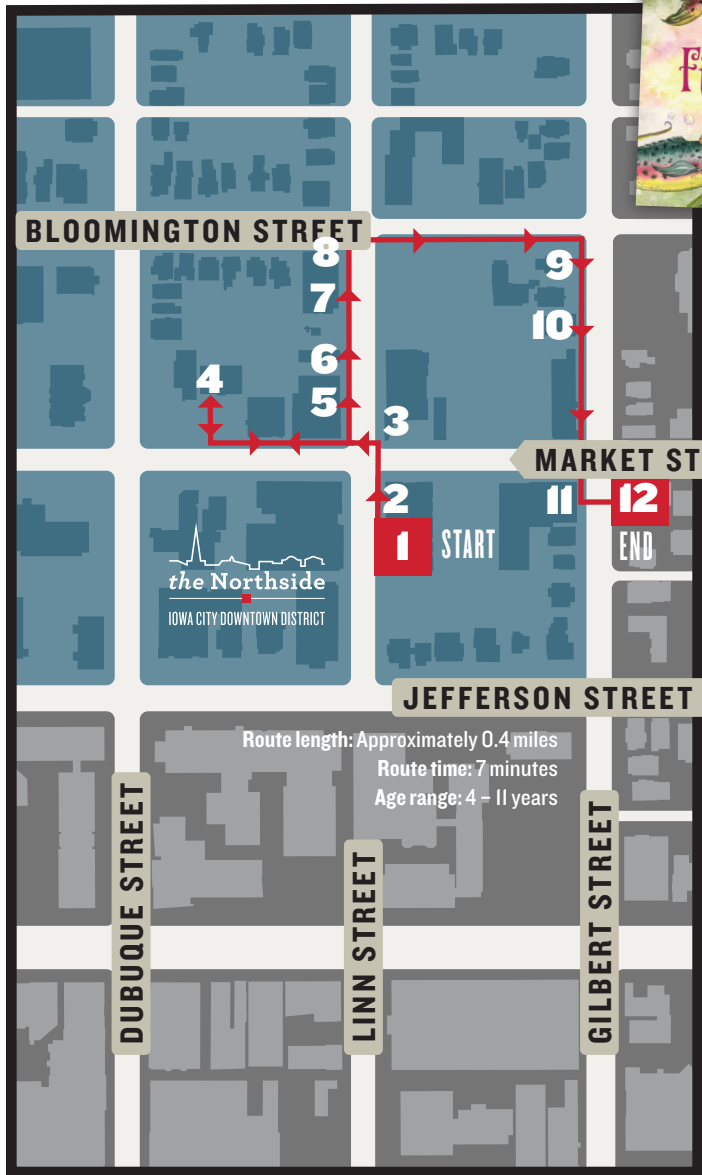 BLOOMINGTON STREET
8
9
7
10
6
4
5
3
MARKET ST
2
11
12
1
START
END
the Northside
IOWA CITY DOWNTOWN DISTRICT
JEFFERSON STREET
Route length: Approximately 0.4 miles
Route time: 7 minutes
Age range: 4 – 11 years
DUBUQUE STREET
LINN STREET
GILBERT STREET